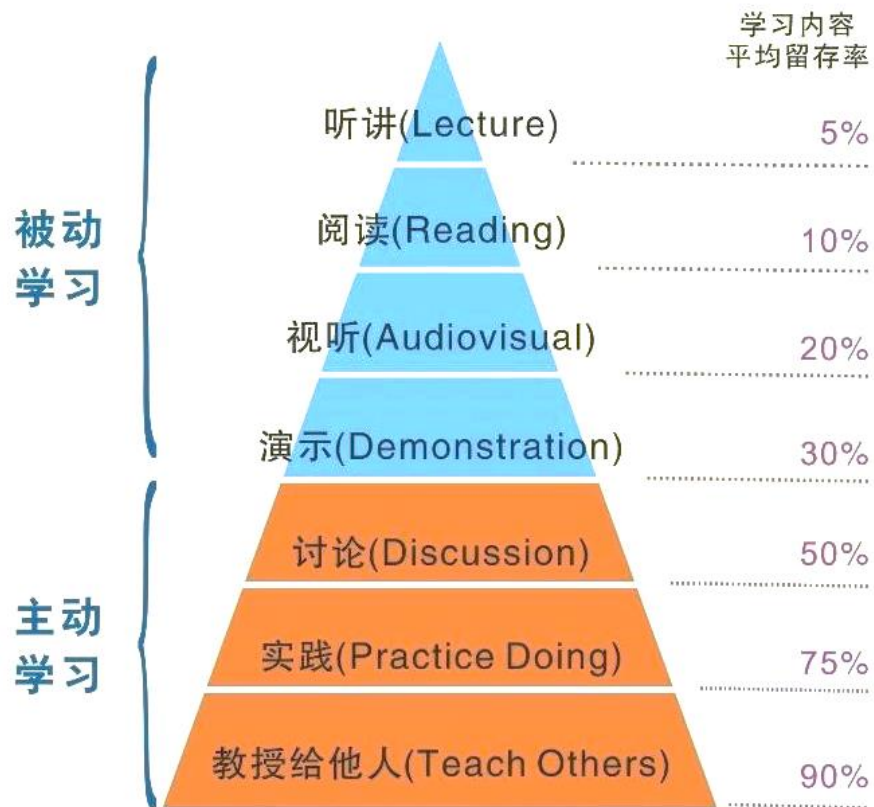 学习内容
平均留存率
听讲(Lecture)
5%
阅读(Reading)
10%
被动
学习
视听(Audiovisual)
20%
演示(Demonstration)
30%
讨论(Discussion)
50%
主动
学习
实践(Practice Doing)
75%
教授给他人(Teach Others)
90%